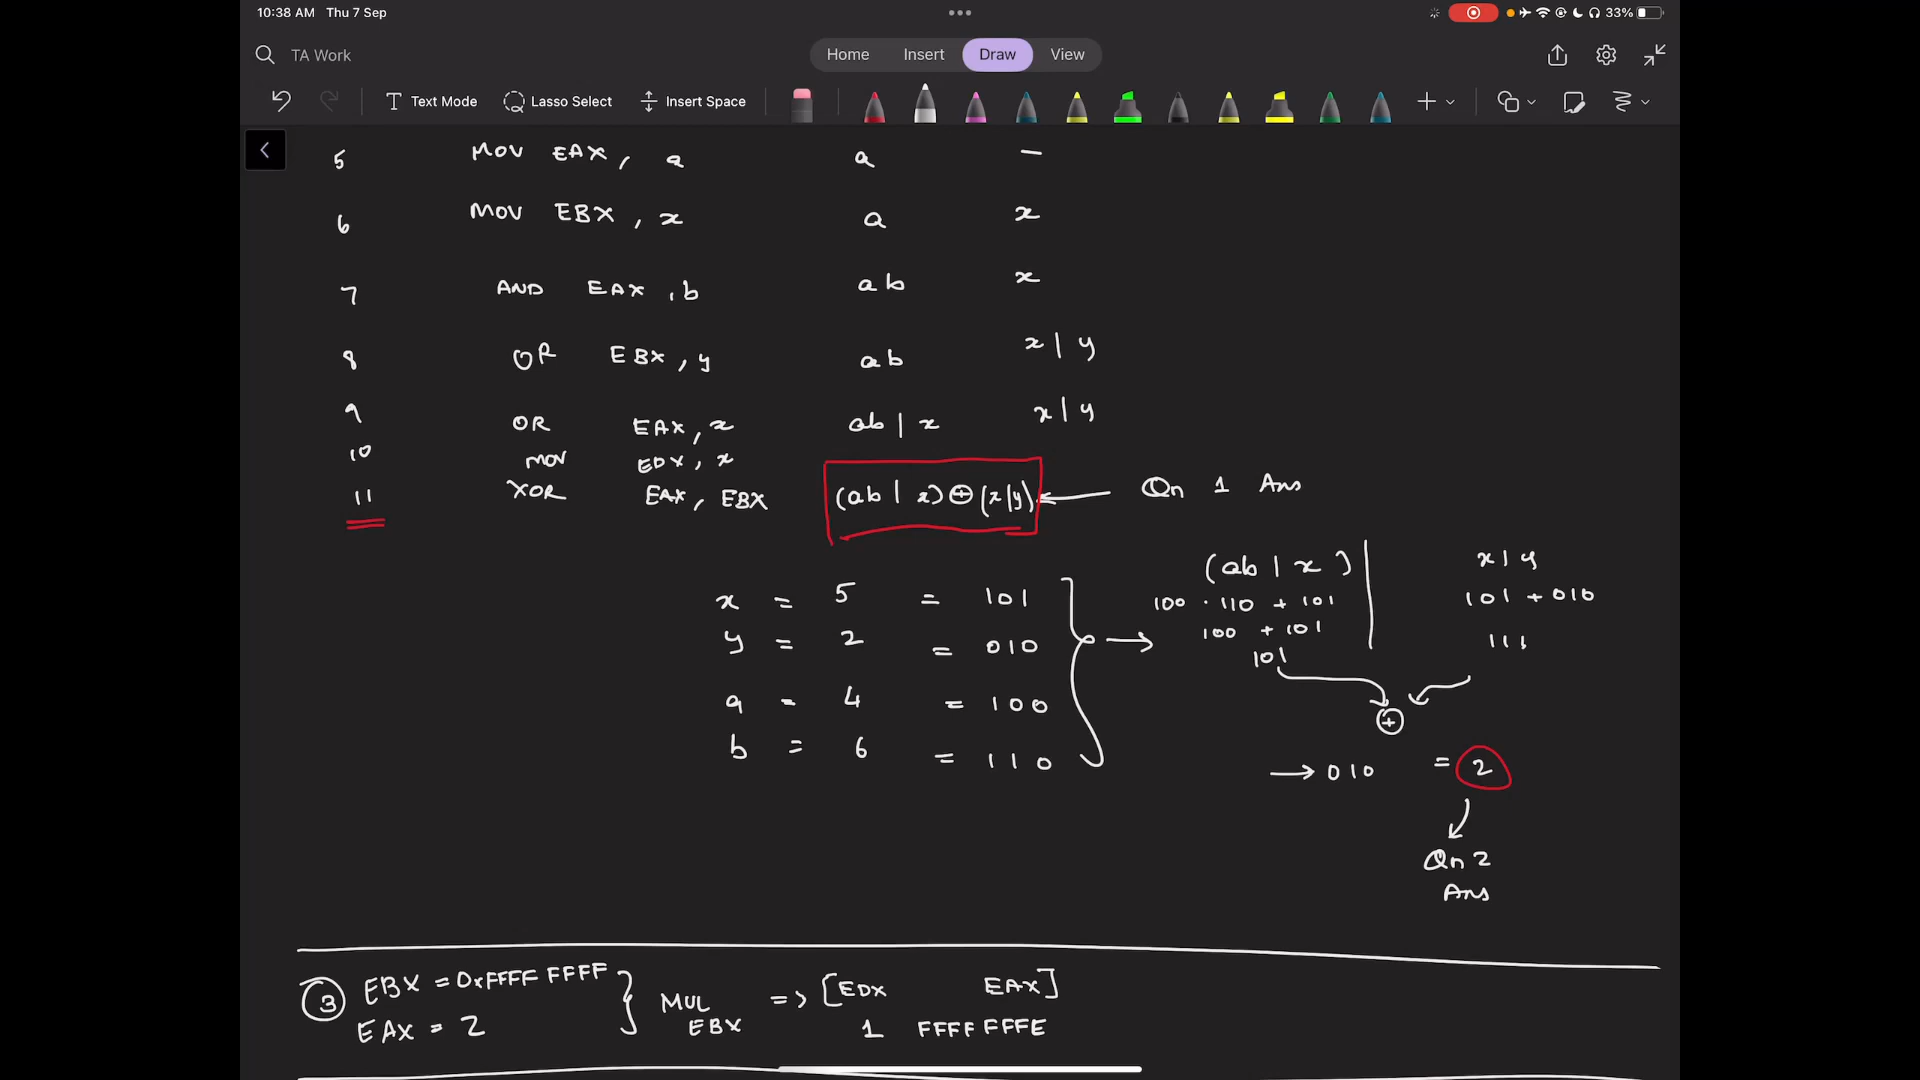 10:38 AM Thu 7 Sep
33%
TA Work
Home Insert Draw View
Text Mode Lasso Select Insert Space
5 MOV EAX, a a —
6 MOV EBX, x a x
7 AND EAX, b ab x
8 OR EBX, y ab x | y
9 OR EAX, x ab | x x | y
10 MOV EDX, x
11 XOR EAX, EBX (ab | x) ⊕ (x|y) ← Qn 1 Ans
(ab | x) x | y
x = 5 = 101 100 · 110 + 101 101 + 010
y = 2 = 010 100 + 101 111
101
a = 4 = 100 ⊕
b = 6 = 110 → 010 = 2
Qn 2
Ans
③ EBX = 0xFFFF FFFF } MUL => [EDX EAX]
EAX = 2 EBX 1 FFFF FFFE